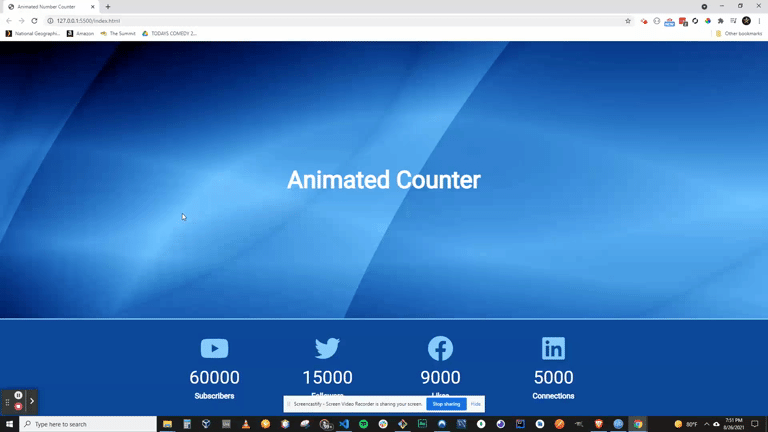 Animated Number Counter
127.0.0.1:5500/index.html
National Geographi...
Amazon
The Summit
TODAYS COMEDY 2...
Other bookmarks
Animated Counter
60000 15000 9000 5000
Subscribers Followers Likes Connections
Screencastify - Screen Video Recorder is sharing your screen.
Stop sharing
Hide
Type here to search
80°F
7:51 PM
8/26/2021